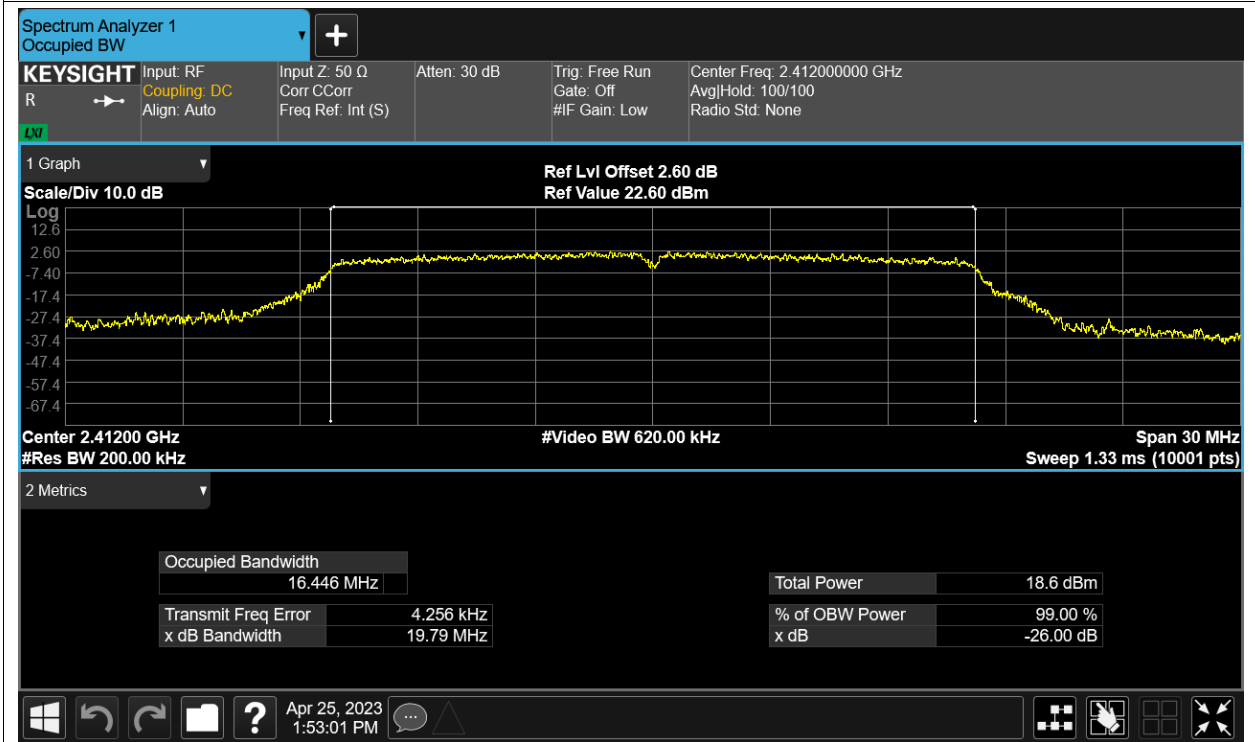 Spectrum Analyzer 1
Occupied BW
KEYSIGHT
R
LXI
Input: RF
Coupling: DC
Align: Auto
Input Z: 50 Ω
Corr CCorr
Freq Ref: Int (S)
Atten: 30 dB
Trig: Free Run
Gate: Off
#IF Gain: Low
Center Freq: 2.412000000 GHz
Avg|Hold: 100/100
Radio Std: None
1 Graph
Scale/Div 10.0 dB
Ref Lvl Offset 2.60 dB
Ref Value 22.60 dBm
Log
12.6
2.60
-7.40
-17.4
-27.4
-37.4
-47.4
-57.4
-67.4
Center 2.41200 GHz
#Res BW 200.00 kHz
#Video BW 620.00 kHz
Span 30 MHz
Sweep 1.33 ms (10001 pts)
2 Metrics
Occupied Bandwidth
16.446 MHz
Transmit Freq Error 4.256 kHz
x dB Bandwidth 19.79 MHz
Total Power 18.6 dBm
% of OBW Power 99.00 %
x dB -26.00 dB
?
Apr 25, 2023
1:53:01 PM